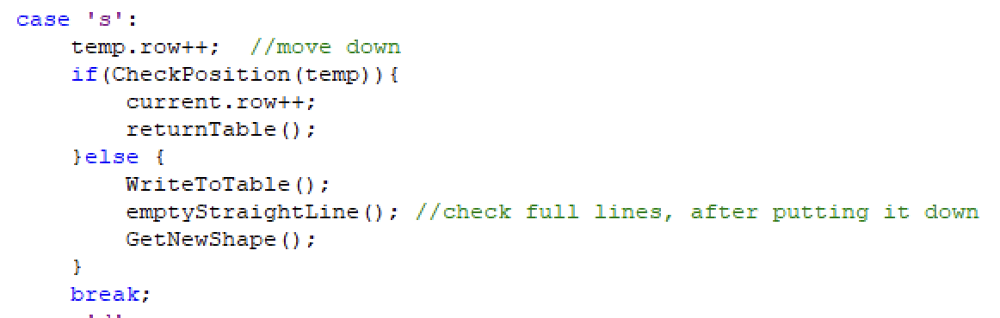 case 's':
    temp.row++;  //move down
    if(CheckPosition(temp)){
        current.row++;
        returnTable();
    }else {
        WriteToTable();
        emptyStraightLine(); //check full lines, after putting it down
        GetNewShape();
    }
    break;